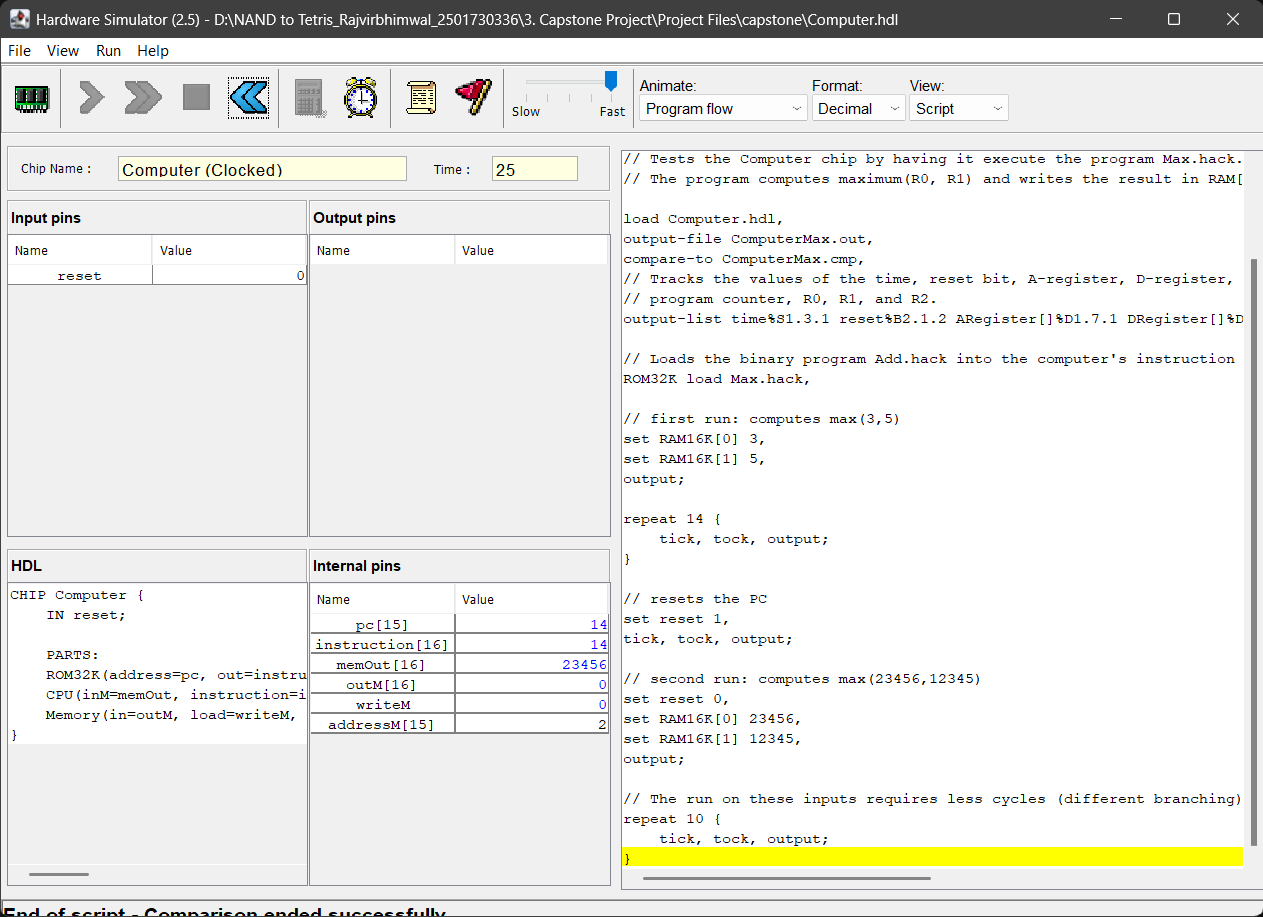 Hardware Simulator (2.5) - D:\NAND to Tetris_Rajvirbhimwal_2501730336\3. Capstone Project\Project Files\capstone\Computer.hdl
File View Run Help
Slow Fast
Animate: Format: View:
Program flow Decimal Script
Chip Name : Computer (Clocked) Time : 25
Input pins
Name Value
reset 0
Output pins
Name Value
HDL
CHIP Computer {
    IN reset;

    PARTS:
    ROM32K(address=pc, out=instru
    CPU(inM=memOut, instruction=i
    Memory(in=outM, load=writeM,
}
Internal pins
Name Value
pc[15] 14
instruction[16] 14
memOut[16] 23456
outM[16] 0
writeM 0
addressM[15] 2
// Tests the Computer chip by having it execute the program Max.hack.
// The program computes maximum(R0, R1) and writes the result in RAM[

load Computer.hdl,
output-file ComputerMax.out,
compare-to ComputerMax.cmp,
// Tracks the values of the time, reset bit, A-register, D-register,
// program counter, R0, R1, and R2.
output-list time%S1.3.1 reset%B2.1.2 ARegister[]%D1.7.1 DRegister[]%D

// Loads the binary program Add.hack into the computer's instruction
ROM32K load Max.hack,

// first run: computes max(3,5)
set RAM16K[0] 3,
set RAM16K[1] 5,
output;

repeat 14 {
    tick, tock, output;
}

// resets the PC
set reset 1,
tick, tock, output;

// second run: computes max(23456,12345)
set reset 0,
set RAM16K[0] 23456,
set RAM16K[1] 12345,
output;

// The run on these inputs requires less cycles (different branching)
repeat 10 {
    tick, tock, output;
}
End of script - Comparison ended successfully